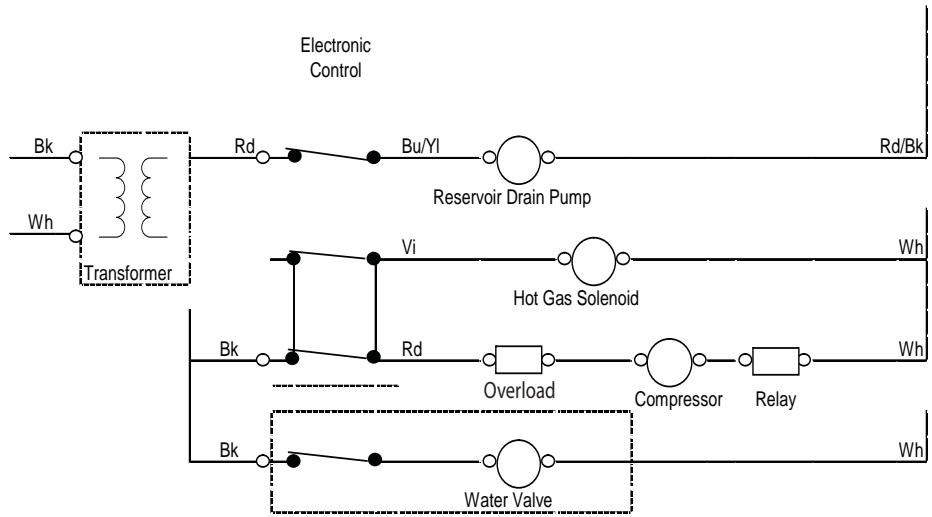 Electronic
Control
Bk
Rd
Bu/Yl
Rd/Bk
Reservoir Drain Pump
Wh
Transformer
Vi
Wh
Hot Gas Solenoid
Bk
Rd
Wh
Overload
Compressor
Relay
Bk
Wh
Water Valve